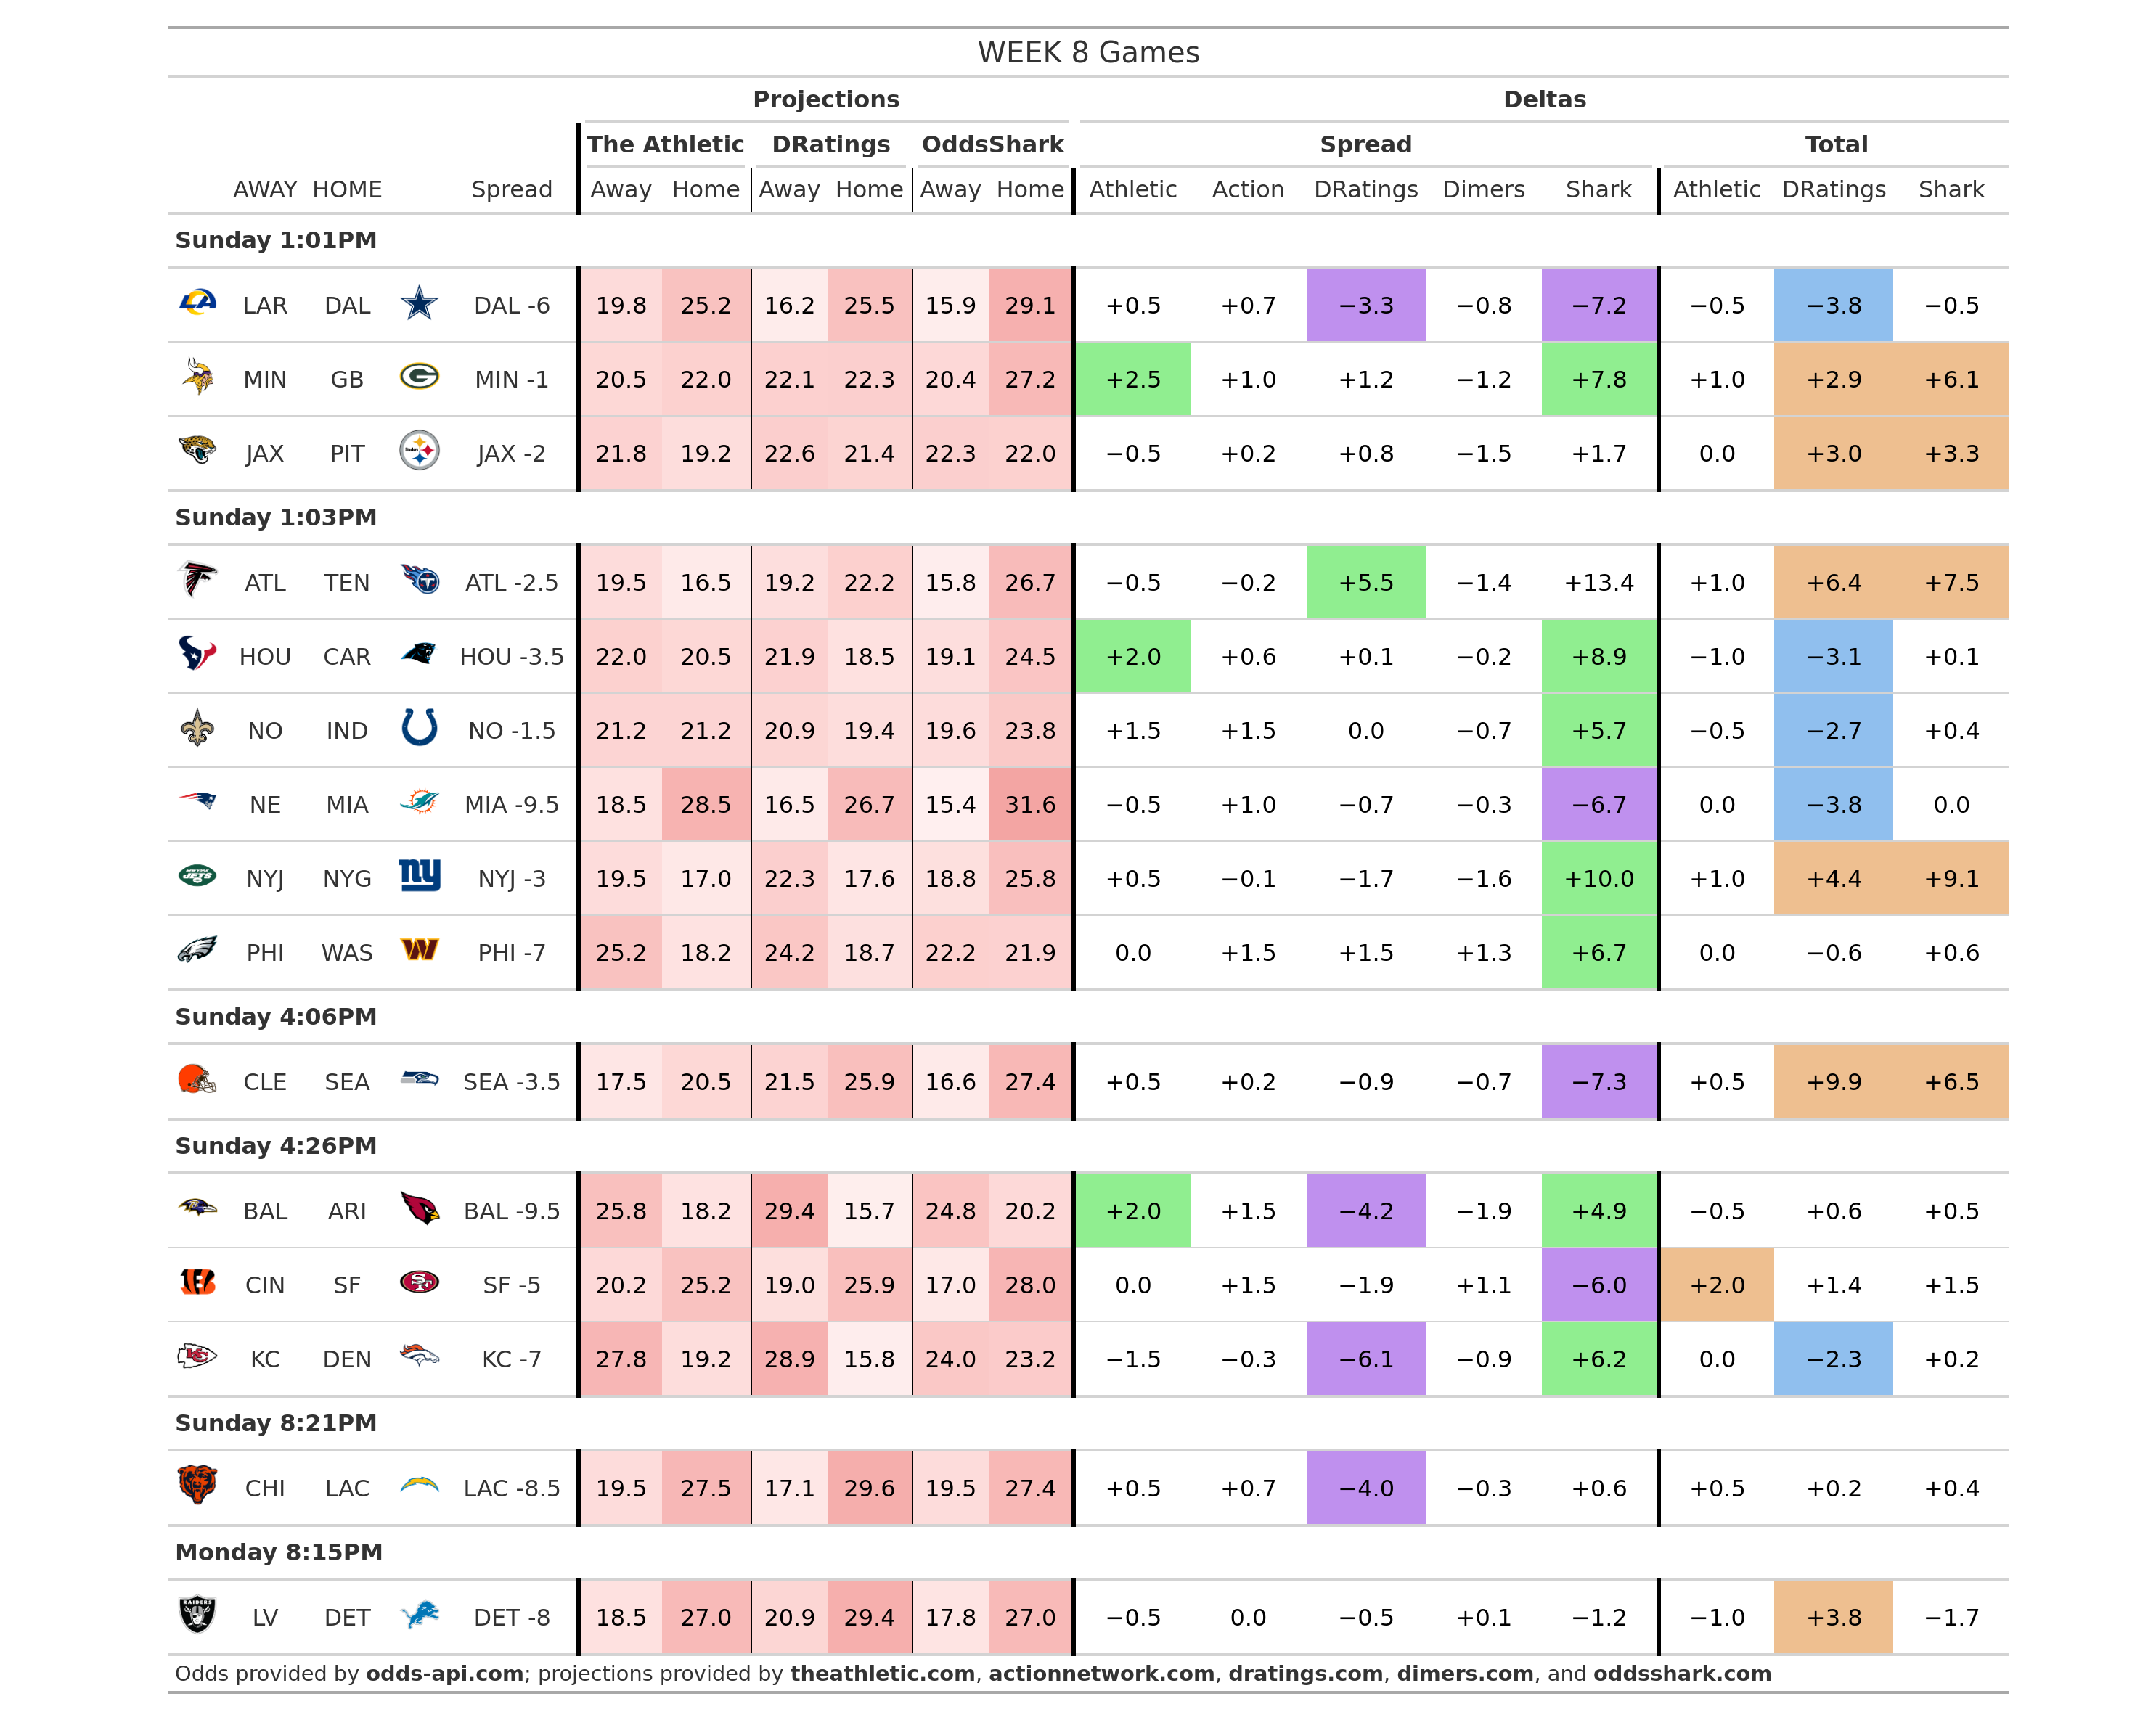 WEEK 8 Games
Projections Deltas
The Athletic DRatings OddsShark Spread Total
AWAY HOME Spread Away Home Away Home Away Home Athletic Action DRatings Dimers Shark Athletic DRatings Shark
Sunday 1:01PM
LAR DAL DAL -6 19.8 25.2 16.2 25.5 15.9 29.1 +0.5 +0.7 −3.3 −0.8 −7.2 −0.5 −3.8 −0.5
MIN GB MIN -1 20.5 22.0 22.1 22.3 20.4 27.2 +2.5 +1.0 +1.2 −1.2 +7.8 +1.0 +2.9 +6.1
JAX PIT JAX -2 21.8 19.2 22.6 21.4 22.3 22.0 −0.5 +0.2 +0.8 −1.5 +1.7 0.0 +3.0 +3.3
Sunday 1:03PM
ATL TEN ATL -2.5 19.5 16.5 19.2 22.2 15.8 26.7 −0.5 −0.2 +5.5 −1.4 +13.4 +1.0 +6.4 +7.5
HOU CAR HOU -3.5 22.0 20.5 21.9 18.5 19.1 24.5 +2.0 +0.6 +0.1 −0.2 +8.9 −1.0 −3.1 +0.1
NO IND NO -1.5 21.2 21.2 20.9 19.4 19.6 23.8 +1.5 +1.5 0.0 −0.7 +5.7 −0.5 −2.7 +0.4
NE MIA MIA -9.5 18.5 28.5 16.5 26.7 15.4 31.6 −0.5 +1.0 −0.7 −0.3 −6.7 0.0 −3.8 0.0
NYJ NYG NYJ -3 19.5 17.0 22.3 17.6 18.8 25.8 +0.5 −0.1 −1.7 −1.6 +10.0 +1.0 +4.4 +9.1
PHI WAS PHI -7 25.2 18.2 24.2 18.7 22.2 21.9 0.0 +1.5 +1.5 +1.3 +6.7 0.0 −0.6 +0.6
Sunday 4:06PM
CLE SEA SEA -3.5 17.5 20.5 21.5 25.9 16.6 27.4 +0.5 +0.2 −0.9 −0.7 −7.3 +0.5 +9.9 +6.5
Sunday 4:26PM
BAL ARI BAL -9.5 25.8 18.2 29.4 15.7 24.8 20.2 +2.0 +1.5 −4.2 −1.9 +4.9 −0.5 +0.6 +0.5
CIN SF SF -5 20.2 25.2 19.0 25.9 17.0 28.0 0.0 +1.5 −1.9 +1.1 −6.0 +2.0 +1.4 +1.5
KC DEN KC -7 27.8 19.2 28.9 15.8 24.0 23.2 −1.5 −0.3 −6.1 −0.9 +6.2 0.0 −2.3 +0.2
Sunday 8:21PM
CHI LAC LAC -8.5 19.5 27.5 17.1 29.6 19.5 27.4 +0.5 +0.7 −4.0 −0.3 +0.6 +0.5 +0.2 +0.4
Monday 8:15PM
LV DET DET -8 18.5 27.0 20.9 29.4 17.8 27.0 −0.5 0.0 −0.5 +0.1 −1.2 −1.0 +3.8 −1.7
Odds provided by odds-api.com; projections provided by theathletic.com, actionnetwork.com, dratings.com, dimers.com, and oddsshark.com